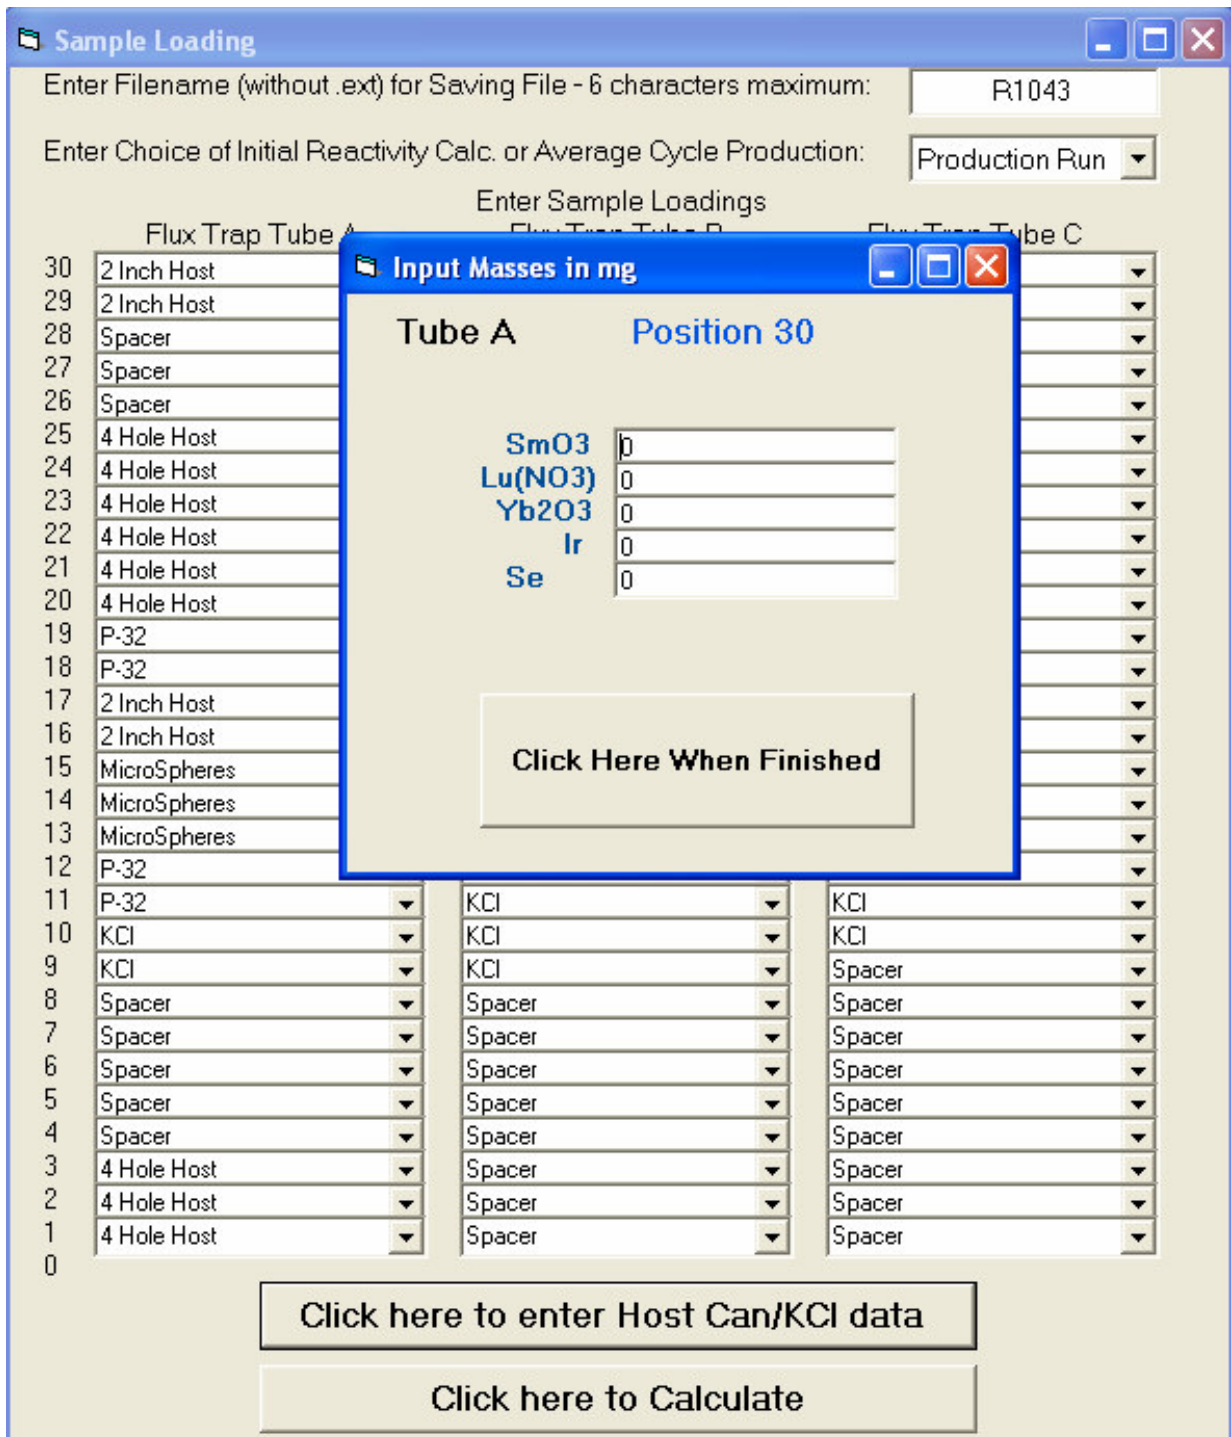 Sample Loading
Enter Filename (without .ext) for Saving File - 6 characters maximum: R1043
Enter Choice of Initial Reactivity Calc. or Average Cycle Production: Production Run
Enter Sample Loadings
Flux Trap Tube A Flux Trap Tube B Flux Trap Tube C
Input Masses in mg
Tube A Position 30
SmO3 0
Lu(NO3) 0
Yb2O3 0
Ir 0
Se 0
Click Here When Finished
30 2 Inch Host
29 2 Inch Host
28 Spacer
27 Spacer
26 Spacer
25 4 Hole Host
24 4 Hole Host
23 4 Hole Host
22 4 Hole Host
21 4 Hole Host
20 4 Hole Host
19 P-32
18 P-32
17 2 Inch Host
16 2 Inch Host
15 MicroSpheres
14 MicroSpheres
13 MicroSpheres
12 P-32
11 P-32 KCl KCl
10 KCl KCl KCl
9 KCl KCl Spacer
8 Spacer Spacer Spacer
7 Spacer Spacer Spacer
6 Spacer Spacer Spacer
5 Spacer Spacer Spacer
4 Spacer Spacer Spacer
3 4 Hole Host Spacer Spacer
2 4 Hole Host Spacer Spacer
1 4 Hole Host Spacer Spacer
0
Click here to enter Host Can/KCl data
Click here to Calculate